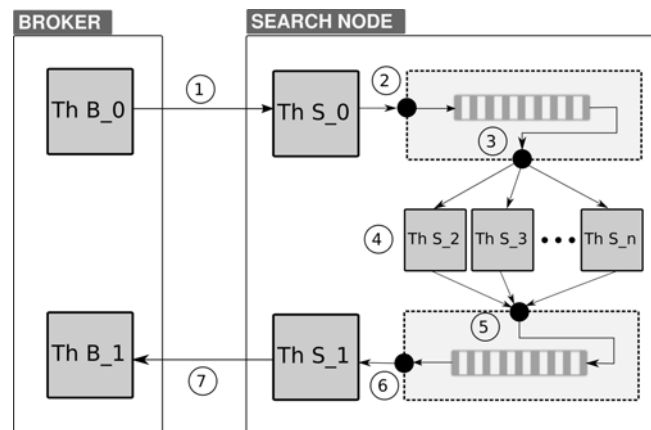 BROKER
SEARCH NODE
Th B_0
1
Th S_0
2
3
4
Th S_2
Th S_3
Th S_n
5
Th B_1
7
Th S_1
6